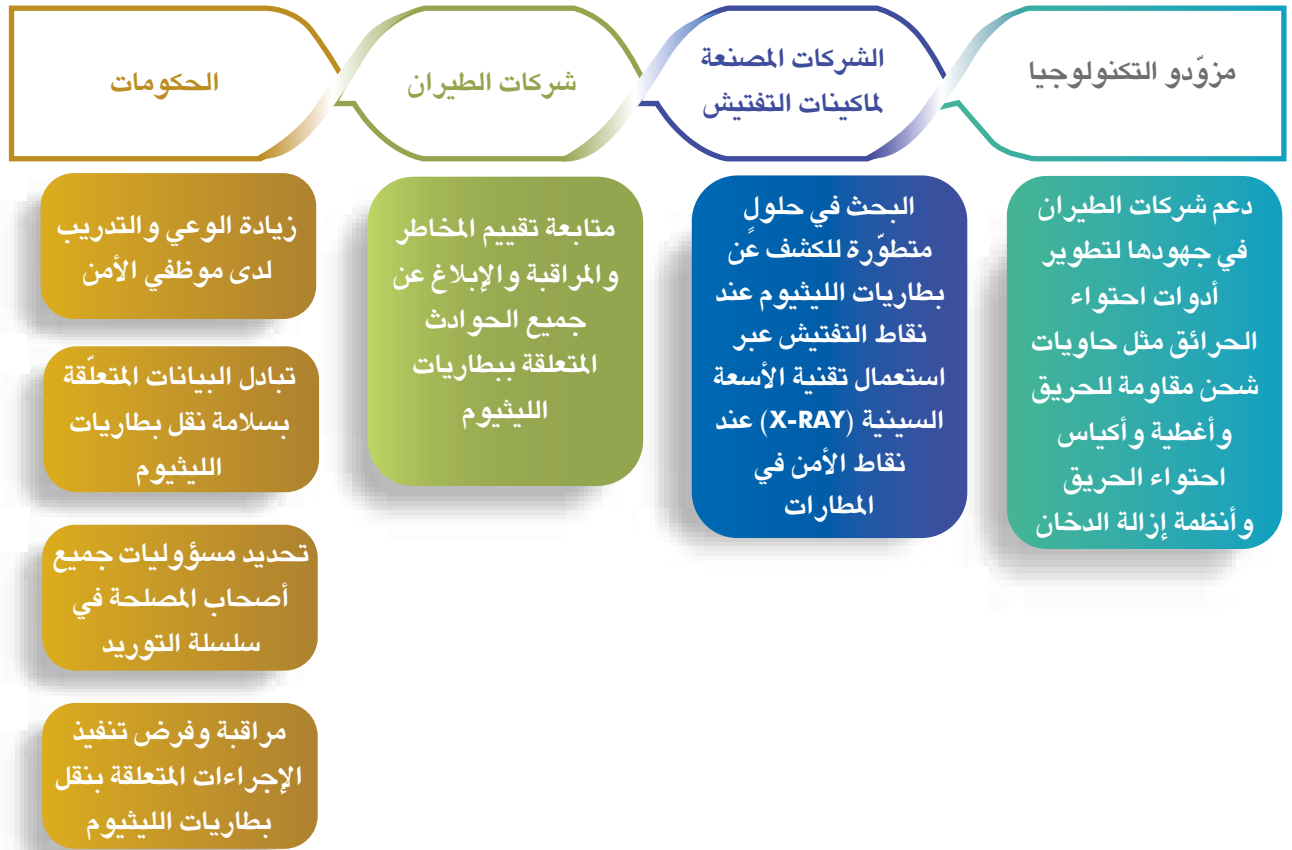 مزوّدو التكنولوجيا
الشركات المصنعة
لماكينات التفتيش
شركات الطيران
الحكومات
دعم شركات الطيران
في جهودها لتطوير
أدوات احتواء
الحرائق مثل حاويات
شحن مقاومة للحريق
وأغطية وأكياس
احتواء الحريق
وأنظمة إزالة الدخان
البحث في حلولٍ
متطوّرة للكشف عن
بطاريات الليثيوم عند
نقاط التفتيش عبر
استعمال تقنية الأسعة
السينية (X-RAY) عند
نقاط الأمن في
المطارات
متابعة تقييم المخاطر
والمراقبة والإبلاغ عن
جميع الحوادث
المتعلقة ببطاريات
الليثيوم
زيادة الوعي والتدريب
لدى موظفي الأمن
تبادل البيانات المتعلّقة
بسلامة نقل بطاريات
الليثيوم
تحديد مسؤوليات جميع
أصحاب المصلحة في
سلسلة التوريد
مراقبة وفرض تنفيذ
الإجراءات المتعلقة بنقل
بطاريات الليثيوم